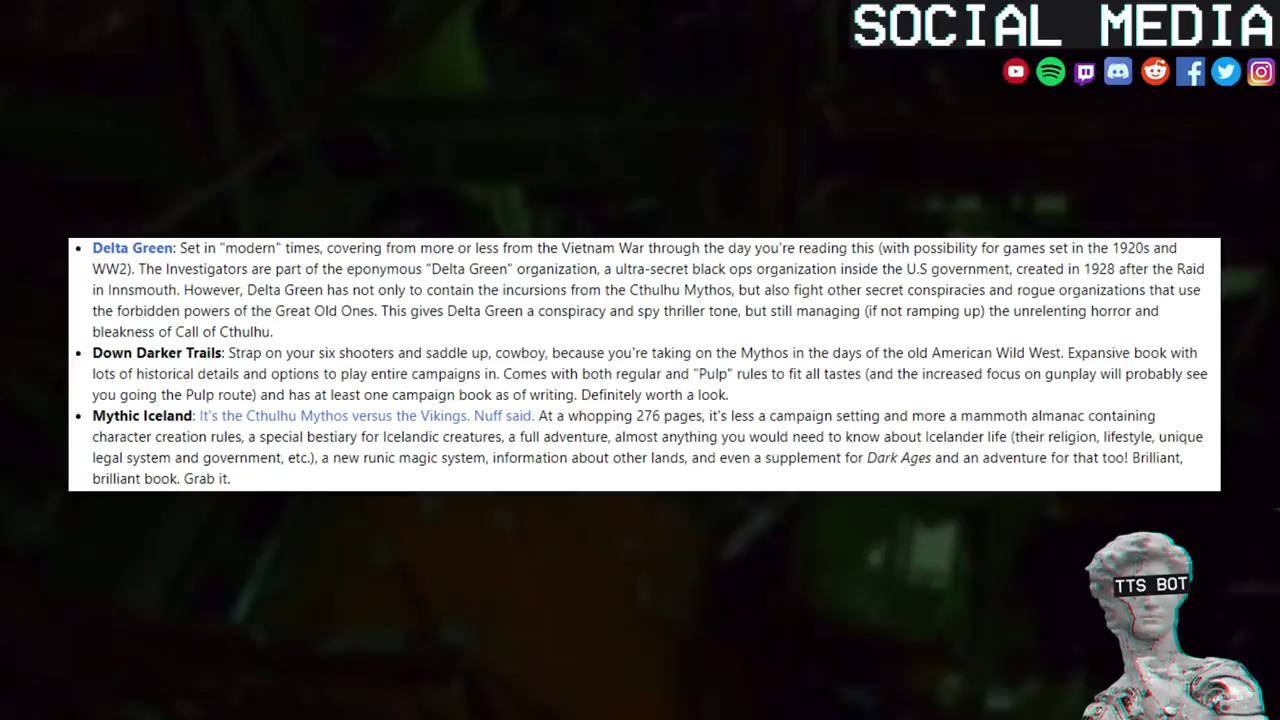 SOCIAL MEDIA
Delta Green: Set in "modern" times, covering from more or less from the Vietnam War through the day you're reading this (with possibility for games set in the 1920s and
WW2). The Investigators are part of the eponymous "Delta Green" organization, a ultra-secret black ops organization inside the U.S government, created in 1928 after the Raid
in Innsmouth. However, Delta Green has not only to contain the incursions from the Cthulhu Mythos, but also fight other secret conspiracies and rogue organizations that use
the forbidden powers of the Great Old Ones. This gives Delta Green a conspiracy and spy thriller tone, but still managing (if not ramping up) the unrelenting horror and
bleakness of Call of Cthulhu.
Down Darker Trails: Strap on your six shooters and saddle up, cowboy, because you're taking on the Mythos in the days of the old American Wild West. Expansive book with
lots of historical details and options to play entire campaigns in. Comes with both regular and "Pulp" rules to fit all tastes (and the increased focus on gunplay will probably see
you going the Pulp route) and has at least one campaign book as of writing. Definitely worth a look.
Mythic Iceland: It's the Cthulhu Mythos versus the Vikings. Nuff said. At a whopping 276 pages, it's less a campaign setting and more a mammoth almanac containing
character creation rules, a special bestiary for Icelandic creatures, a full adventure, almost anything you would need to know about Icelander life (their religion, lifestyle, unique
legal system and government, etc.), a new runic magic system, information about other lands, and even a supplement for Dark Ages and an adventure for that too! Brilliant,
brilliant book. Grab it.
TTS BOT